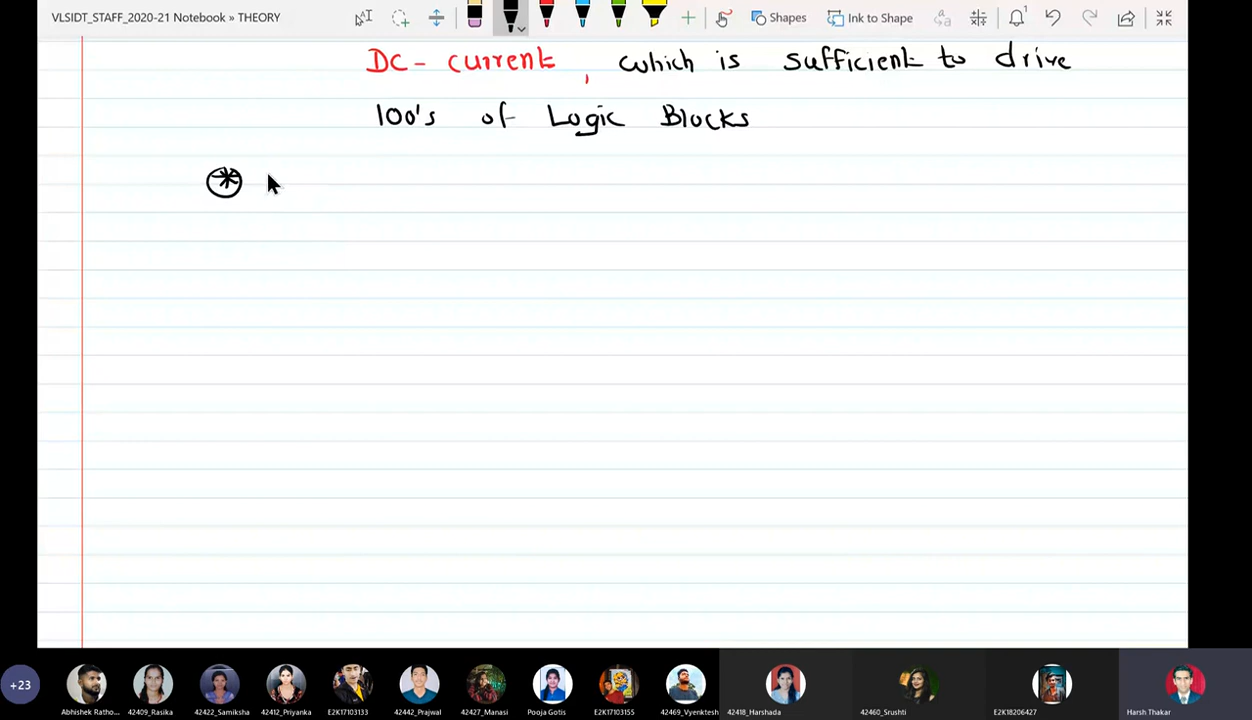 VLSIDT_STAFF_2020-21 Notebook » THEORY
Shapes
Ink to Shape
DC- current, which is sufficient to drive
100's of Logic Blocks
+23
Abhishek Ratho...
42409_Rasika
42422_Samiksha
42412_Priyanka
E2K17103133
42442_Prajwal
42427_Manasi
Pooja Gotis
E2K17103155
42469_Vyenktesh
42418_Harshada
42460_Srushti
E2K18206427
Harsh Thakar